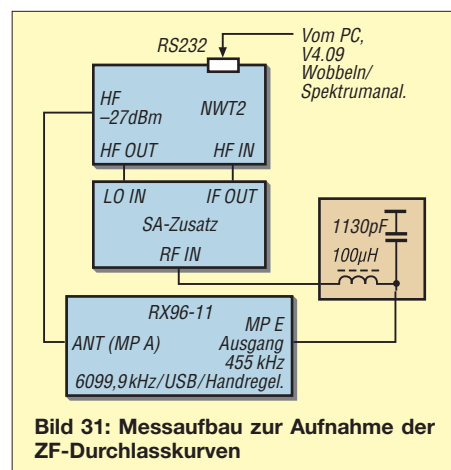 RS232
Vom PC,
V4.09
Wobbeln/
Spektrumanal.
HF
–27dBm
NWT2
HF OUT
HF IN
LO IN
IF OUT
SA-Zusatz
RF IN
1130pF
100µH
RX96-11
ANT (MP A)
MP E
Ausgang
455 kHz
6099,9kHz/USB/Handregel.
Bild 31: Messaufbau zur Aufnahme der
ZF-Durchlasskurven